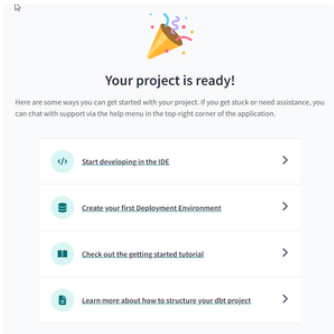 Your project is ready!
Here are some ways you can get started with your project. If you get stuck or need assistance, you
can chat with support via the help menu in the top-right corner of the application.
Start developing in the IDE
Create your first Deployment Environment
Check out the getting started tutorial
Learn more about how to structure your dbt project